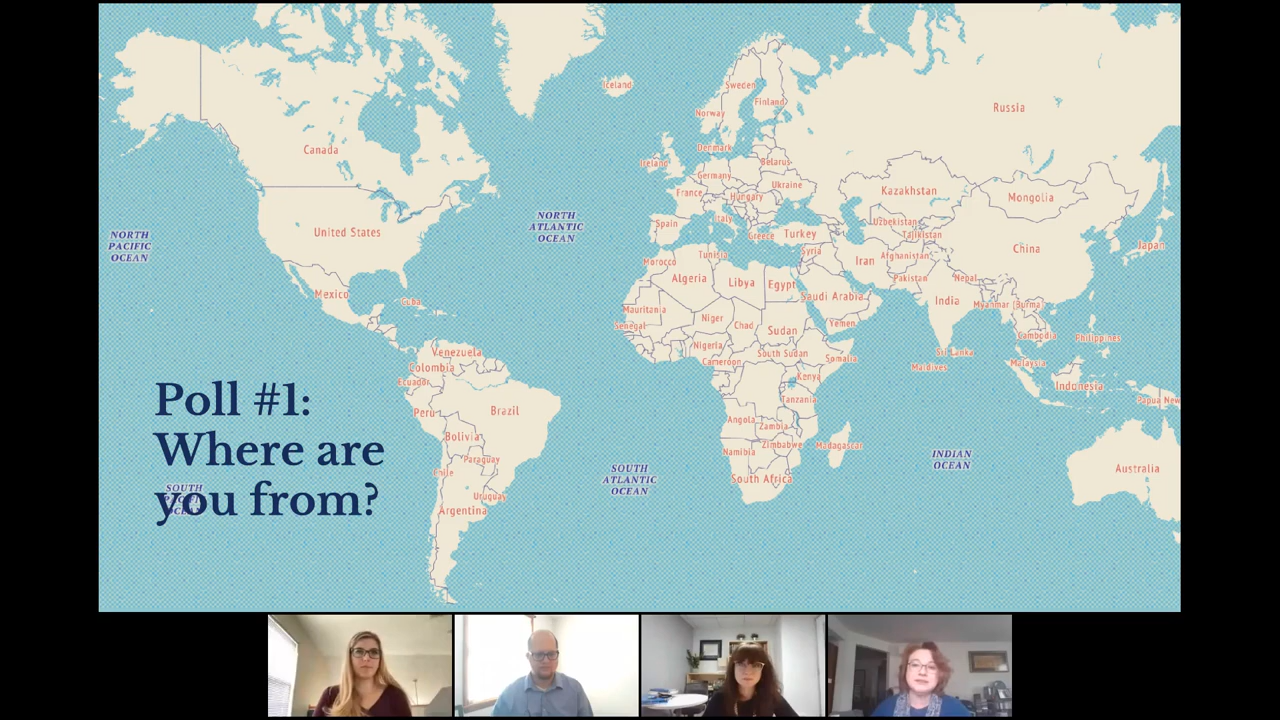 Iceland
Sweden
Finland
Russia
Norway
Canada
Denmark
Ireland
Belarus
Germany
Ukraine
France
Hungary
Kazakhstan
Mongolia
Italy
Spain
Uzbekistan
NORTH
ATLANTIC
OCEAN
United States
Greece
Turkey
Tajikistan
NORTH
PACIFIC
OCEAN
China
Japan
Syria
Tunisia
Morocco
Iran
Afghanistan
Algeria
Libya
Egypt
Pakistan
Nepal
Mexico
Cuba
Saudi Arabia
India
Myanmar (Burma)
Mauritania
Senegal
Niger
Chad
Sudan
Yemen
Cambodia
Philippines
Venezuela
Nigeria
South Sudan
Somalia
Sri Lanka
Colombia
Cameroon
Maldives
Malaysia
Ecuador
Kenya
Indonesia
Tanzania
Papua New
Poll #1:
Where are
you from?
Peru
Brazil
Angola
Zambia
Bolivia
Zimbabwe
Madagascar
Namibia
Paraguay
Chile
SOUTH
ATLANTIC
OCEAN
INDIAN
OCEAN
Australia
South Africa
SOUTH
Uruguay
Argentina